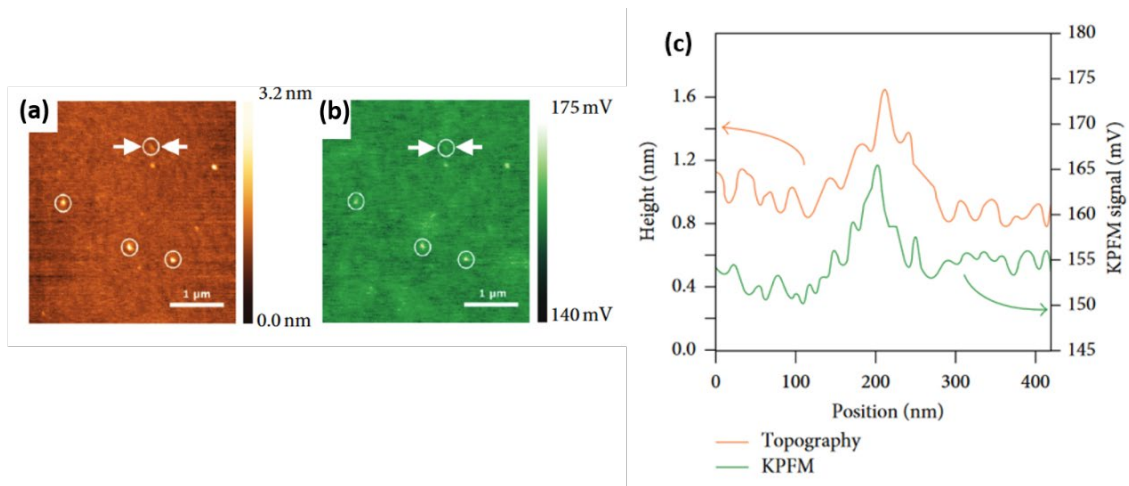 (a)
3.2 nm
1 μm
0.0 nm
(b)
175 mV
1 μm
140 mV
(c)
Height (nm)
1.6
1.2
0.8
0.4
0.0
0
100
200
300
400
Position (nm)
180
175
170
165
160
155
150
145
KPFM signal (mV)
Topography
KPFM